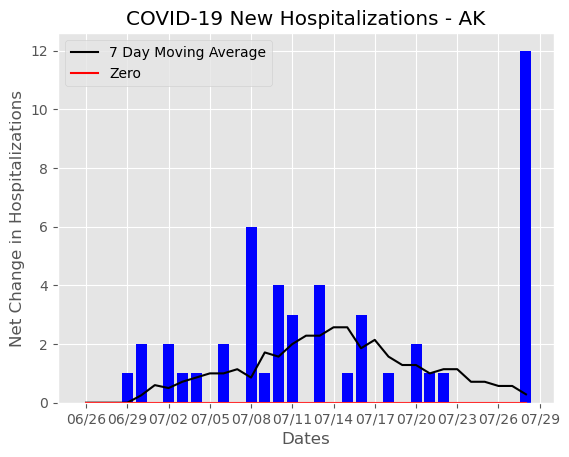 COVID-19 New Hospitalizations - AK
7 Day Moving Average
Zero
Net Change in Hospitalizations
12
10
8
6
4
2
0
06/26 06/29 07/02 07/05 07/08 07/11 07/14 07/17 07/20 07/23 07/26 07/29
Dates